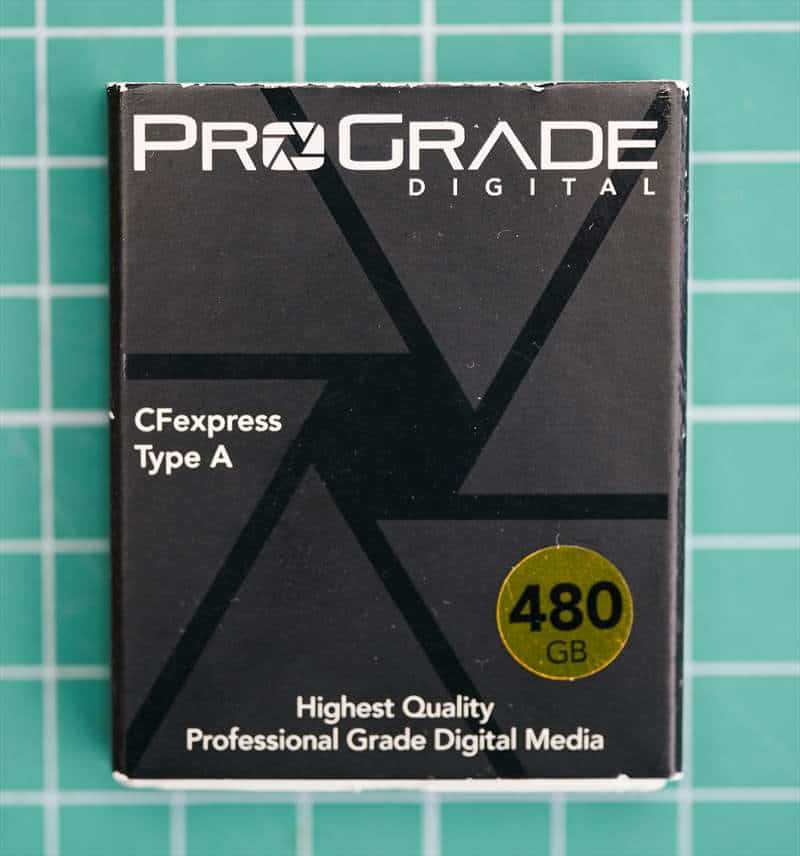 PROGRADE
DIGITAL
CFexpress
Type A
480
GB
Highest Quality
Professional Grade Digital Media